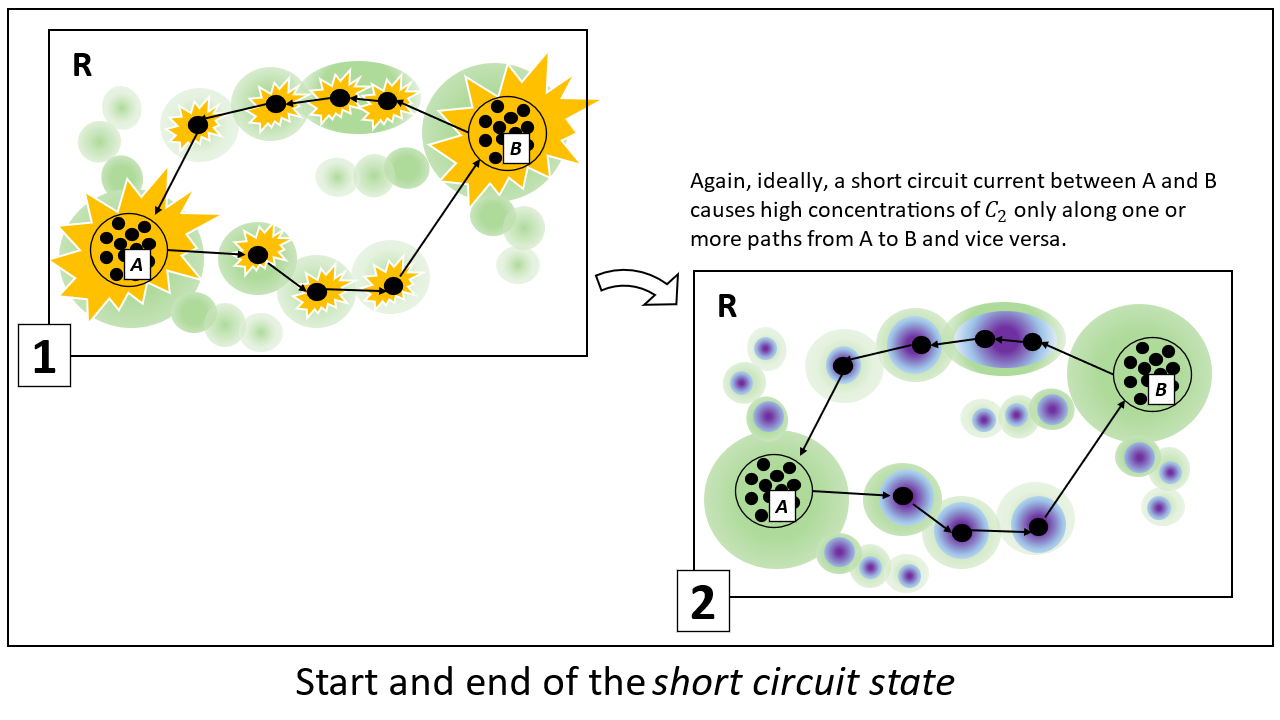 R
B
A
1
Again, ideally, a short circuit current between A and B
causes high concentrations of C₂ only along one or
more paths from A to B and vice versa.
R
B
A
2
Start and end of the short circuit state